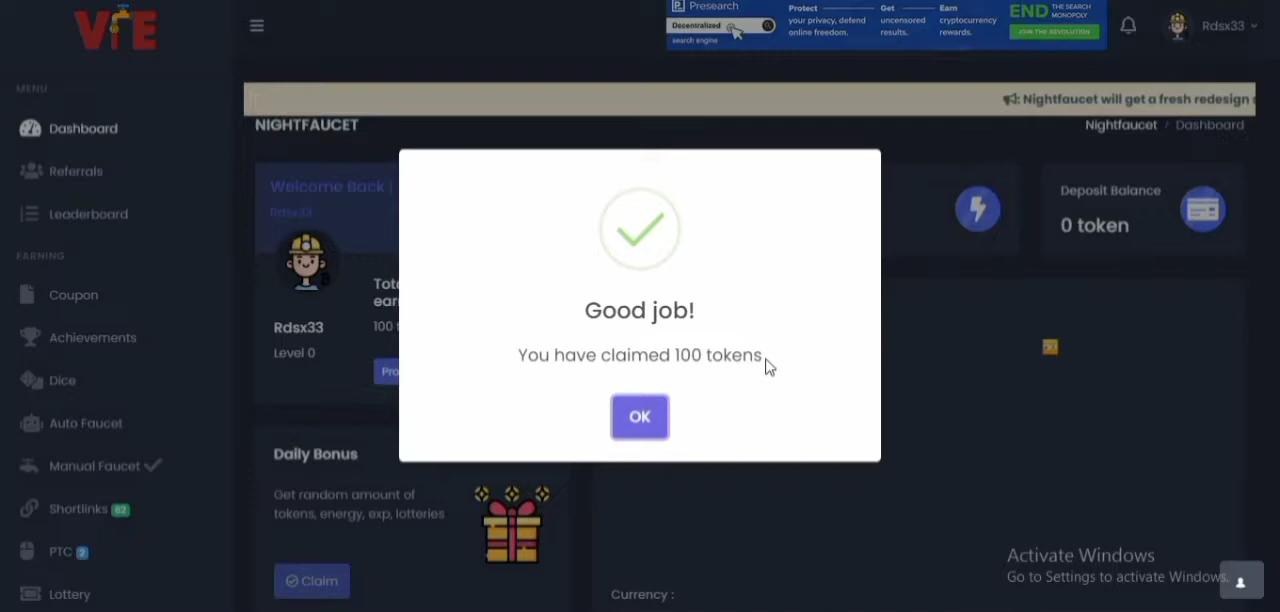 VIE
Presearch
Decentralized
search engine
Protect
your privacy, defend
online freedom.
Get
uncensored
results.
Earn
cryptocurrency
rewards.
END THE SEARCH
MONOPOLY
JOIN THE REVOLUTION
Rdsx33
MENU
Dashboard
Referrals
Leaderboard
EARNING
Coupon
Achievements
Dice
Auto Faucet
Manual Faucet
Shortlinks 62
PTC 2
Lottery
: Nightfaucet will get a fresh redesign
NIGHTFAUCET
Nightfaucet / Dashboard
Welcome Back
Rdsx33
Rdsx33
Level 0
100
Deposit Balance
0 token
Good job!
You have claimed 100 tokens
OK
Daily Bonus
Get random amount of
tokens, energy, exp, lotteries
Claim
Currency :
Activate Windows
Go to Settings to activate Windows.